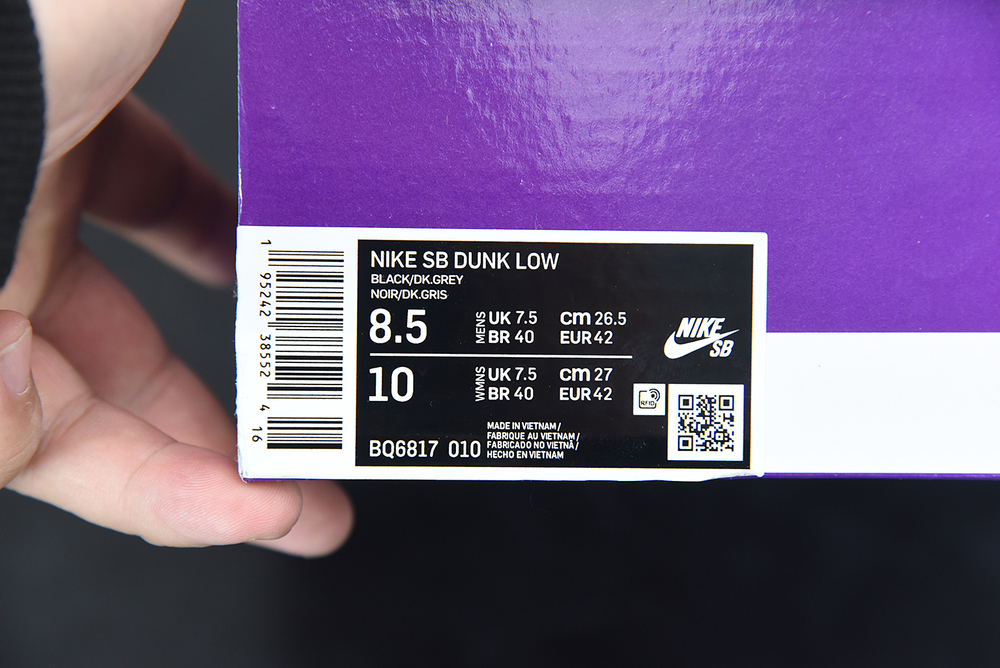 NIKE SB DUNK LOW
BLACK/DK.GREY
NOIR/DK.GRIS
8.5 MENS UK 7.5 cm 26.5
BR 40 EUR 42
10 WMNS UK 7.5 cm 27
BR 40 EUR 42
BQ6817 010
MADE IN VIETNAM /
FABRIQUE AU VIETNAM /
FABRICADO NO VIETNÃ /
HECHO EN VIETNAM
NIKE
SB
RFID
1 95242 38552 4 16